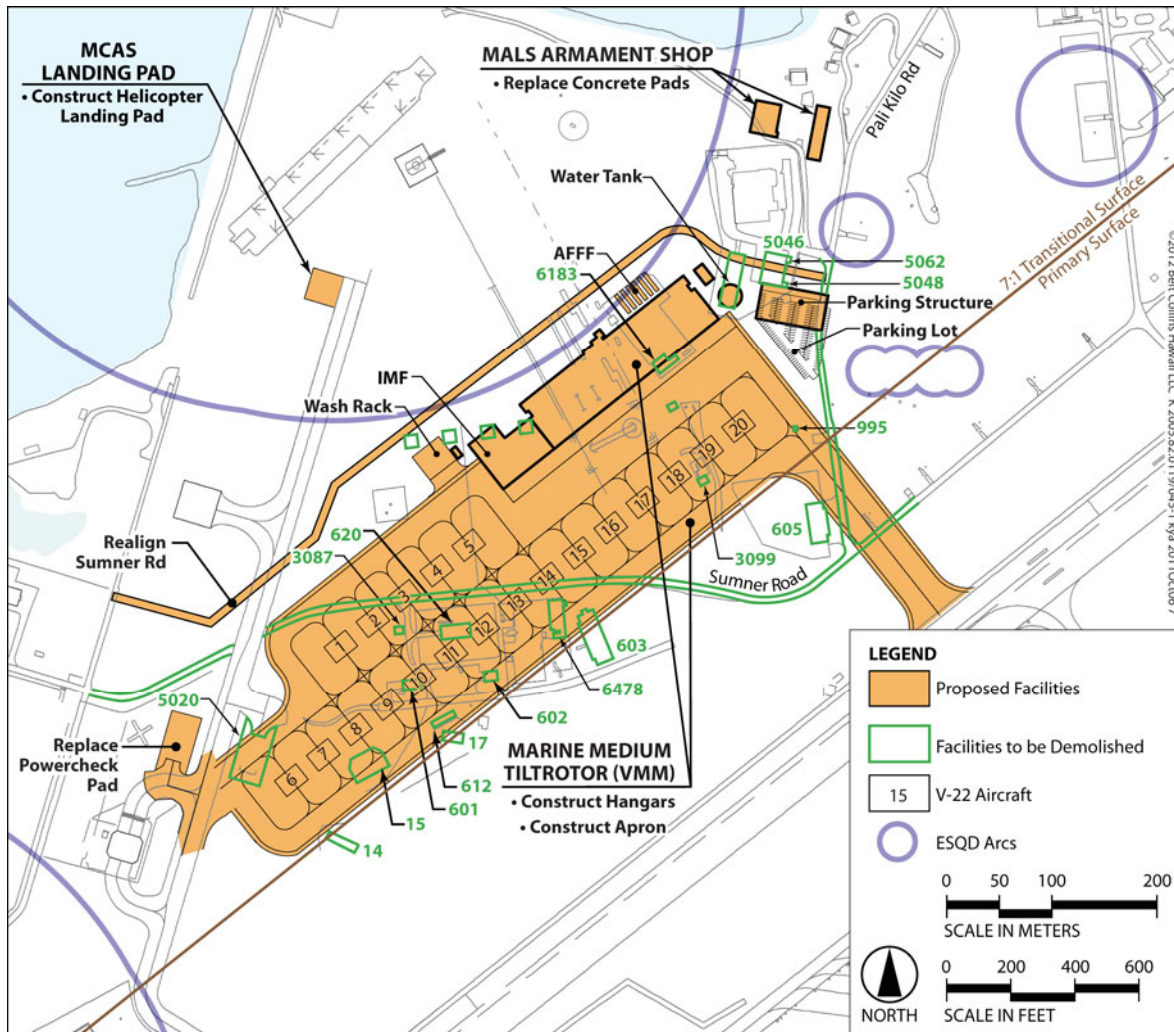 MCAS
LANDING PAD
• Construct Helicopter
Landing Pad
MALS ARMAMENT SHOP
• Replace Concrete Pads
Pali Kilo Rd
Water Tank
7:1 Transitional Surface
Primary Surface
5046
5062
5048
AFFF
6183
Parking Structure
Parking Lot
IMF
Wash Rack
995
Realign
Sumner Rd
620
3087
605
3099
Sumner Road
1
2
3
4
5
6
7
8
9
10
11
12
13
14
15
16
17
18
19
20
603
6478
602
5020
Replace
Powercheck
Pad
17
612
601
15
14
MARINE MEDIUM
TILTROTOR (VMM)
• Construct Hangars
• Construct Apron
LEGEND
Proposed Facilities
Facilities to be Demolished
15
V-22 Aircraft
ESQD Arcs
0 50 100 200
SCALE IN METERS
0 200 400 600
SCALE IN FEET
NORTH
©2012 Belt Collins Hawaii LLC